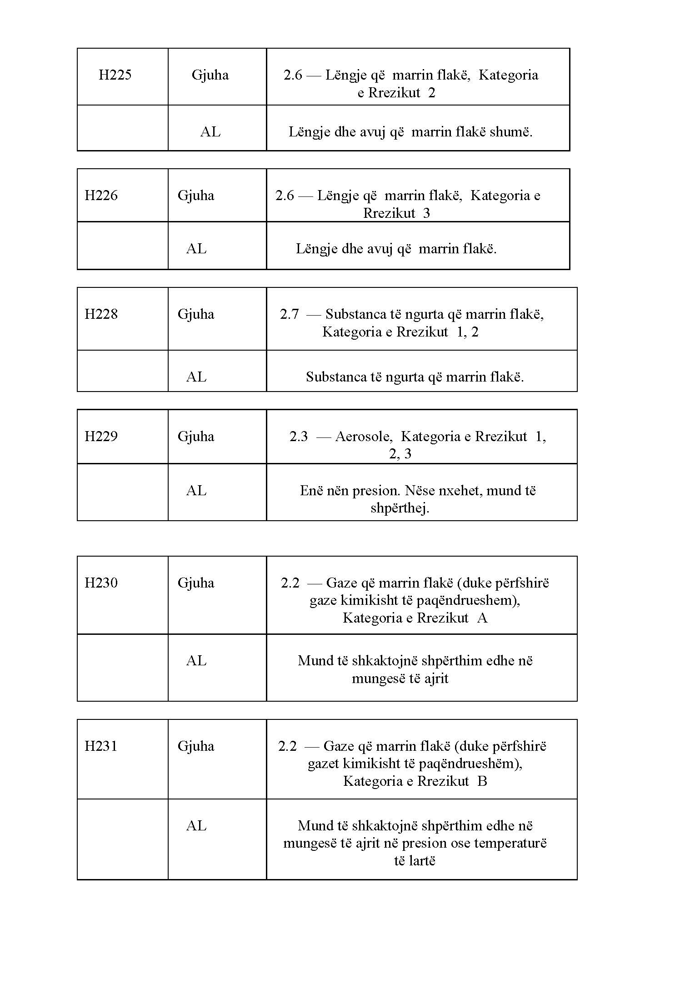 H225 Gjuha 2.6 — Lëngje që marrin flakë, Kategoria
e Rrezikut 2
AL Lëngje dhe avuj që marrin flakë shumë.
H226 Gjuha 2.6 — Lëngje që marrin flakë, Kategoria e
Rrezikut 3
AL Lëngje dhe avuj që marrin flakë.
H228 Gjuha 2.7 — Substanca të ngurta që marrin flakë,
Kategoria e Rrezikut 1, 2
AL Substanca të ngurta që marrin flakë.
H229 Gjuha 2.3 — Aerosole, Kategoria e Rrezikut 1,
2, 3
AL Enë nën presion. Nëse nxehet, mund të
shpërthej.
H230 Gjuha 2.2 — Gaze që marrin flakë (duke përfshirë
gaze kimikisht të paqëndrueshem),
Kategoria e Rrezikut A
AL Mund të shkaktojnë shpërthim edhe në
mungesë të ajrit
H231 Gjuha 2.2 — Gaze që marrin flakë (duke përfshirë
gazet kimikisht të paqëndrueshëm),
Kategoria e Rrezikut B
AL Mund të shkaktojnë shpërthim edhe në
mungesë të ajrit në presion ose temperaturë
të lartë